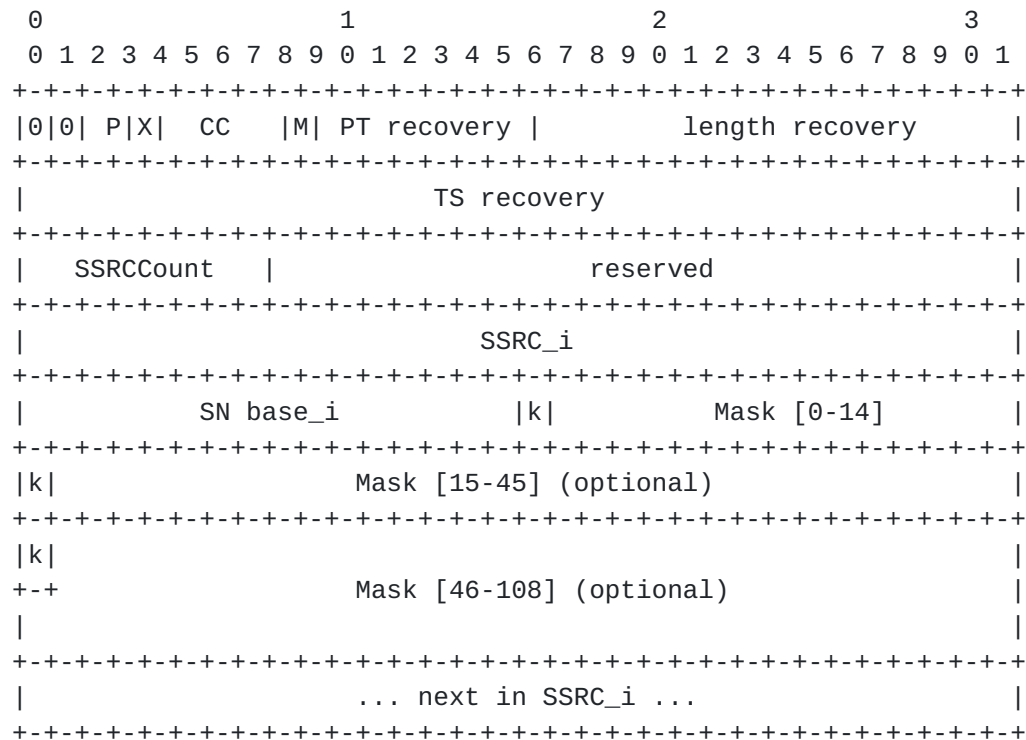 0                   1                   2                   3
 0 1 2 3 4 5 6 7 8 9 0 1 2 3 4 5 6 7 8 9 0 1 2 3 4 5 6 7 8 9 0 1
+-+-+-+-+-+-+-+-+-+-+-+-+-+-+-+-+-+-+-+-+-+-+-+-+-+-+-+-+-+-+-+-+
|0|0| P|X|  CC   |M| PT recovery |         length recovery      |
+-+-+-+-+-+-+-+-+-+-+-+-+-+-+-+-+-+-+-+-+-+-+-+-+-+-+-+-+-+-+-+-+
|                          TS recovery                          |
+-+-+-+-+-+-+-+-+-+-+-+-+-+-+-+-+-+-+-+-+-+-+-+-+-+-+-+-+-+-+-+-+
|   SSRCCount   |                    reserved                   |
+-+-+-+-+-+-+-+-+-+-+-+-+-+-+-+-+-+-+-+-+-+-+-+-+-+-+-+-+-+-+-+-+
|                             SSRC_i                            |
+-+-+-+-+-+-+-+-+-+-+-+-+-+-+-+-+-+-+-+-+-+-+-+-+-+-+-+-+-+-+-+-+
|           SN base_i           |k|          Mask [0-14]        |
+-+-+-+-+-+-+-+-+-+-+-+-+-+-+-+-+-+-+-+-+-+-+-+-+-+-+-+-+-+-+-+-+
|k|                   Mask [15-45] (optional)                   |
+-+-+-+-+-+-+-+-+-+-+-+-+-+-+-+-+-+-+-+-+-+-+-+-+-+-+-+-+-+-+-+-+
|k|                                                             |
+-+                   Mask [46-108] (optional)                  |
|                                                               |
+-+-+-+-+-+-+-+-+-+-+-+-+-+-+-+-+-+-+-+-+-+-+-+-+-+-+-+-+-+-+-+-+
|                     ... next in SSRC_i ...                    |
+-+-+-+-+-+-+-+-+-+-+-+-+-+-+-+-+-+-+-+-+-+-+-+-+-+-+-+-+-+-+-+-+